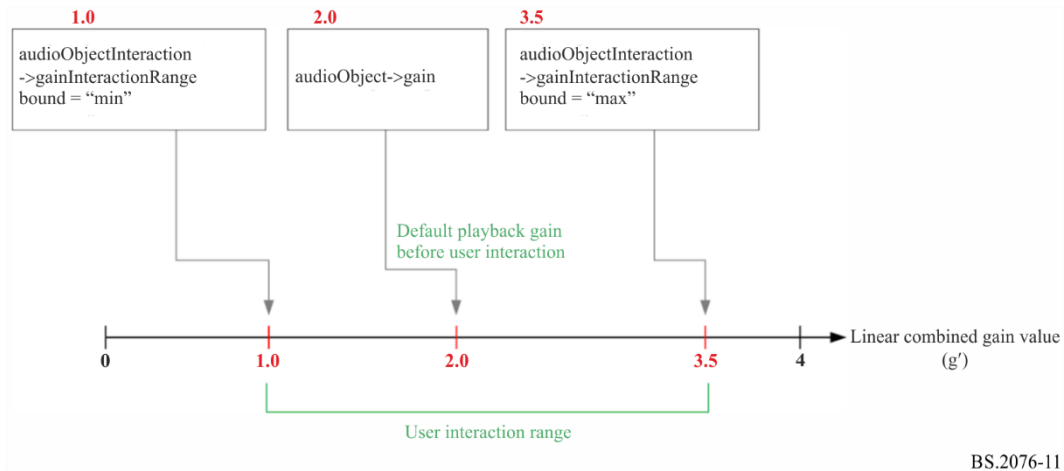 1.0
2.0
3.5
audioObjectInteraction
->gainInteractionRange
bound = “min”
audioObject->gain
audioObjectInteraction
->gainInteractionRange
bound = “max”
Default playback gain
before user interaction
0
1.0
2.0
3.5
4
Linear combined gain value
(g′)
User interaction range
BS.2076-11